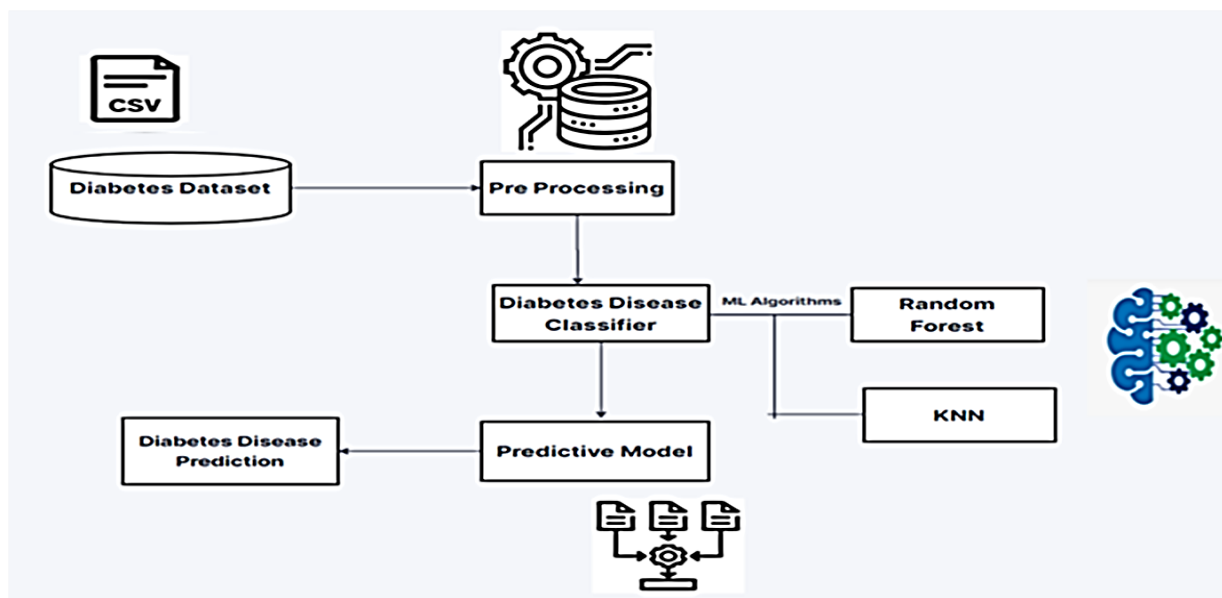 CSV
Diabetes Dataset
Pre Processing
Diabetes Disease
Classifier
ML Algorithms
Random
Forest
KNN
Predictive Model
Diabetes Disease
Prediction